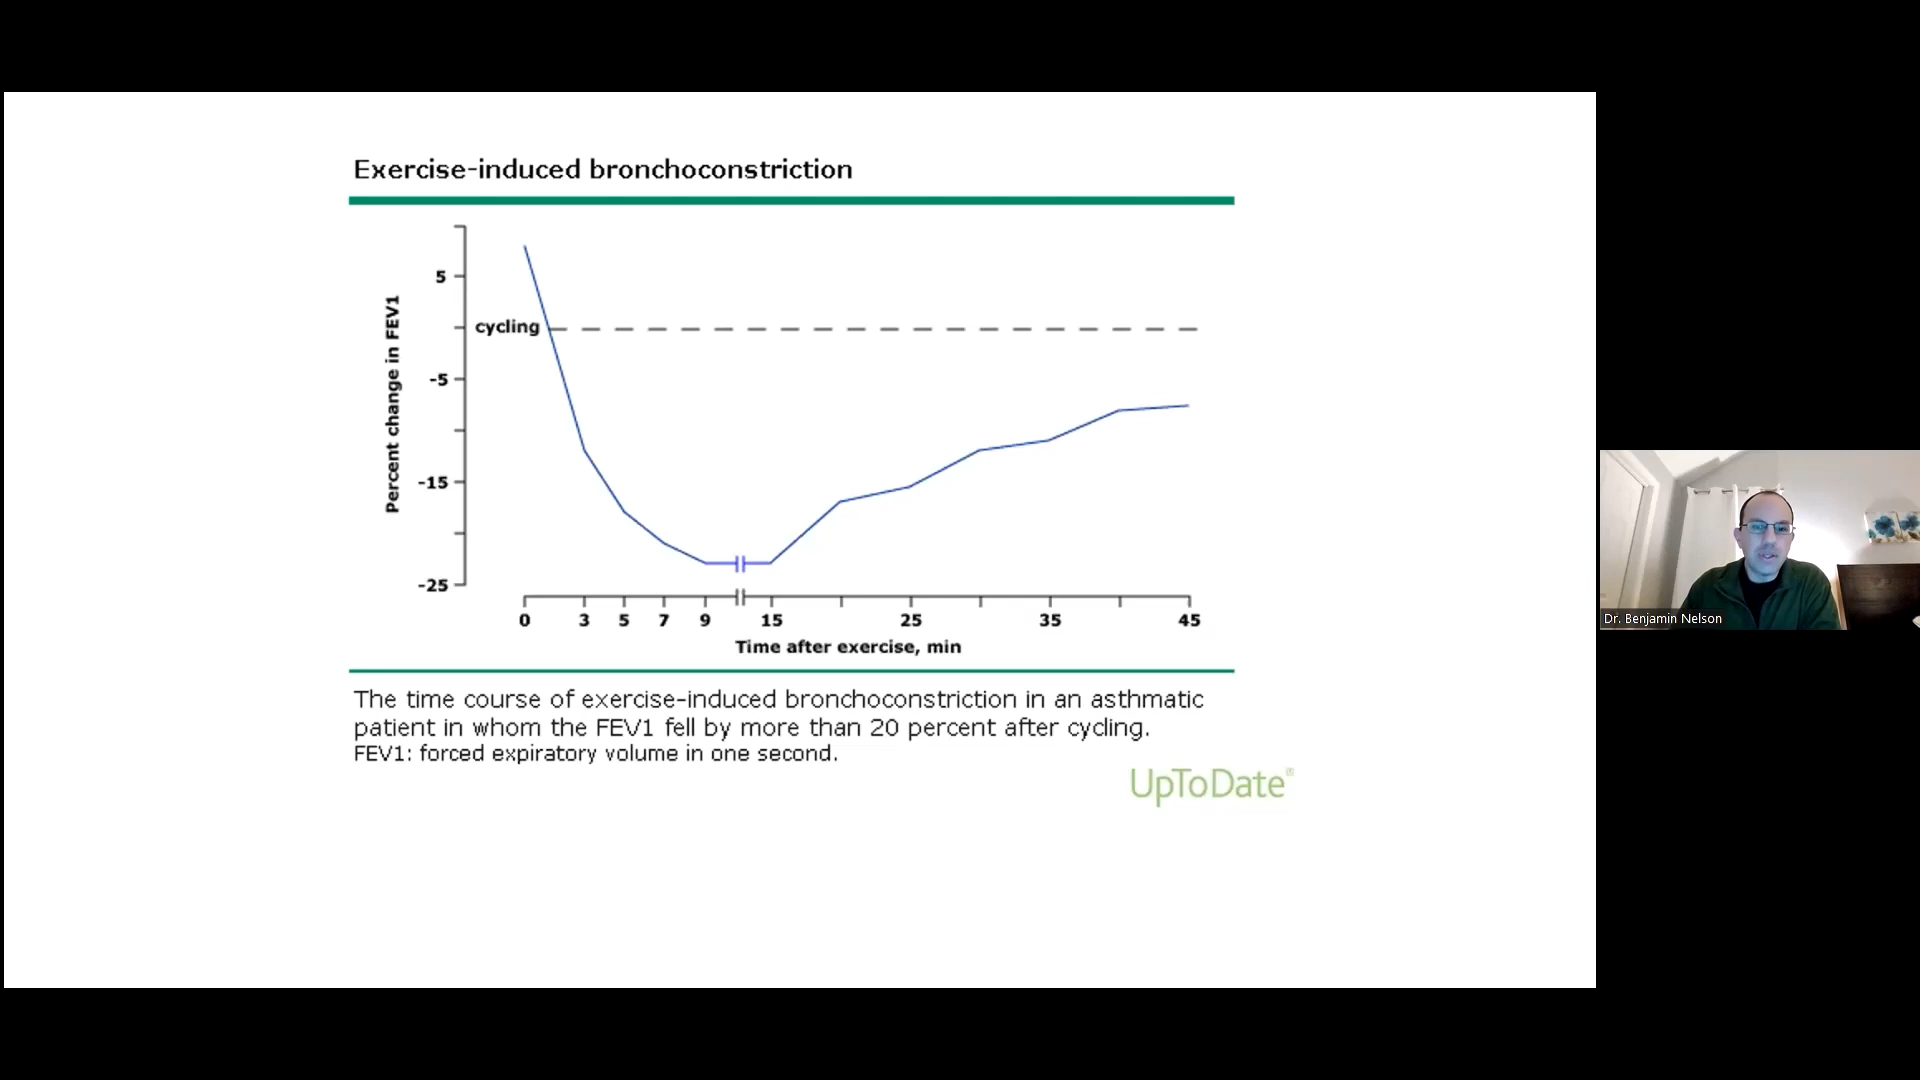 Exercise-induced bronchoconstriction
Percent change in FEV1
5
cycling
-5
-15
-25
0 3 5 7 9 15 25 35 45
Time after exercise, min
The time course of exercise-induced bronchoconstriction in an asthmatic
patient in whom the FEV1 fell by more than 20 percent after cycling.
FEV1: forced expiratory volume in one second.
UpToDate®
Dr. Benjamin Nelson